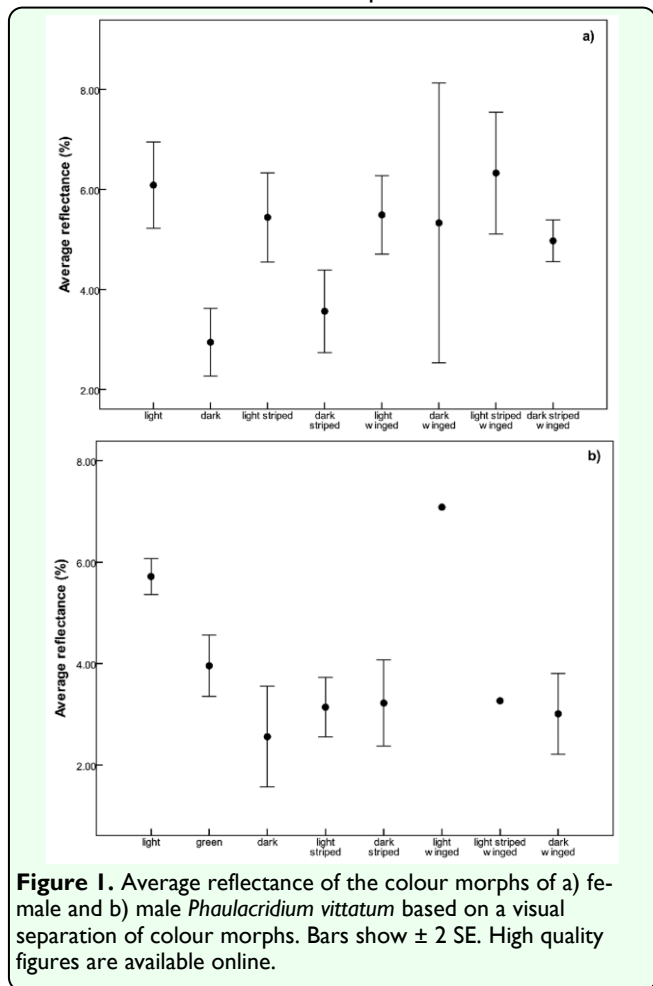 a)
Average reflectance (%)
8.00
6.00
4.00
2.00
light dark light striped dark striped light winged dark winged light striped winged dark striped winged
b)
Average reflectance (%)
8.00
6.00
4.00
2.00
light green dark light striped dark striped light winged light striped winged dark winged
Figure 1. Average reflectance of the colour morphs of a) fe-
male and b) male Phaulacridium vittatum based on a visual
separation of colour morphs. Bars show ± 2 SE. High quality
figures are available online.